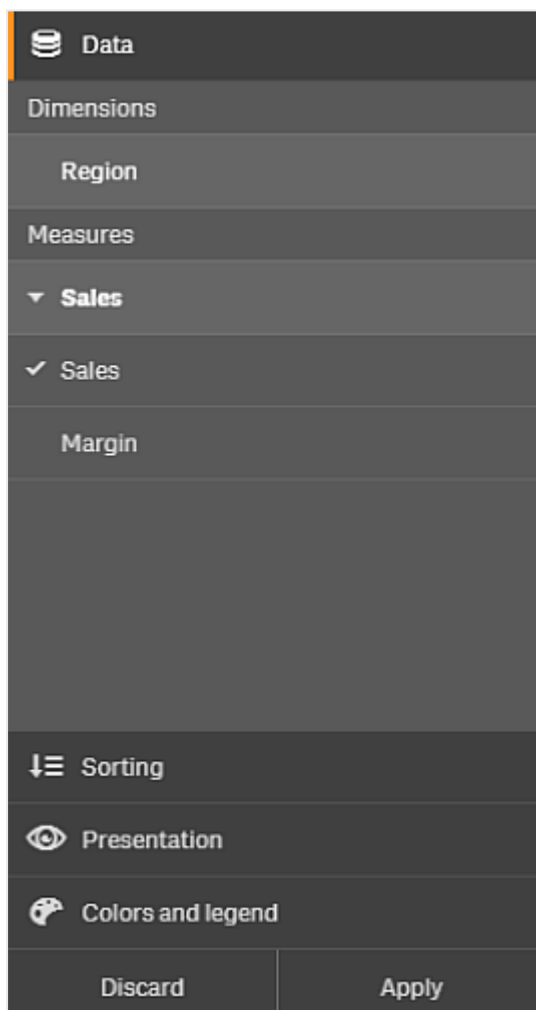 Data
Dimensions
Region
Measures
Sales
Sales
Margin
Sorting
Presentation
Colors and legend
Discard Apply